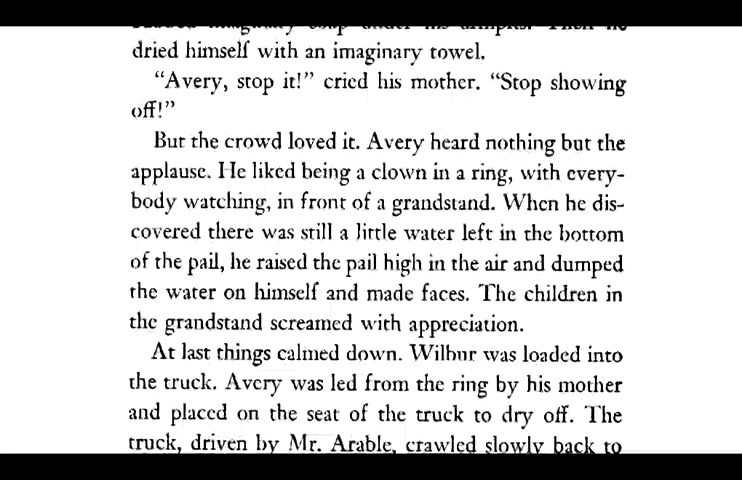 dried himself with an imaginary towel.
“Avery, stop it!” cried his mother. “Stop showing
off!”
But the crowd loved it. Avery heard nothing but the
applause. He liked being a clown in a ring, with every-
body watching, in front of a grandstand. When he dis-
covered there was still a little water left in the bottom
of the pail, he raised the pail high in the air and dumped
the water on himself and made faces. The children in
the grandstand screamed with appreciation.
At last things calmed down. Wilbur was loaded into
the truck. Avery was led from the ring by his mother
and placed on the seat of the truck to dry off. The
truck, driven by Mr. Arable, crawled slowly back to